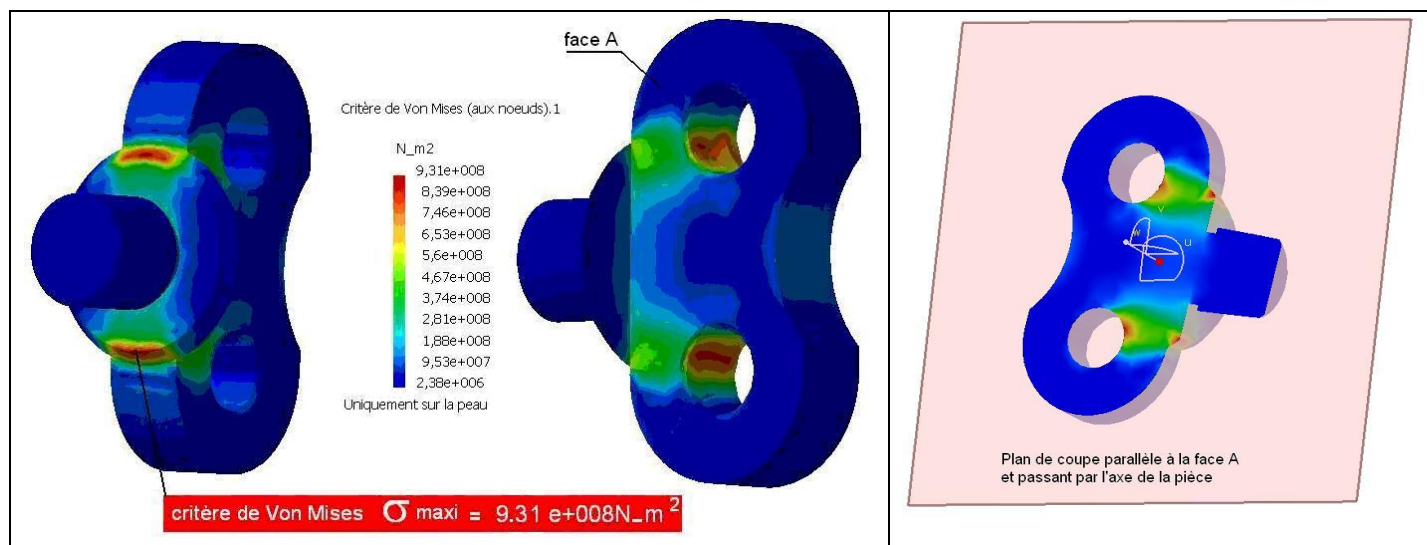 face A
Critère de Von Mises (aux noeuds).1
N_m2
9,31e+008
8,39e+008
7,46e+008
6,53e+008
5,6e+008
4,67e+008
3,74e+008
2,81e+008
1,88e+008
9,53e+007
2,38e+006
Uniquement sur la peau
critère de Von Mises σ maxi = 9.31 e+008N_m²
v
w
u
Plan de coupe parallèle à la face A
et passant par l'axe de la pièce